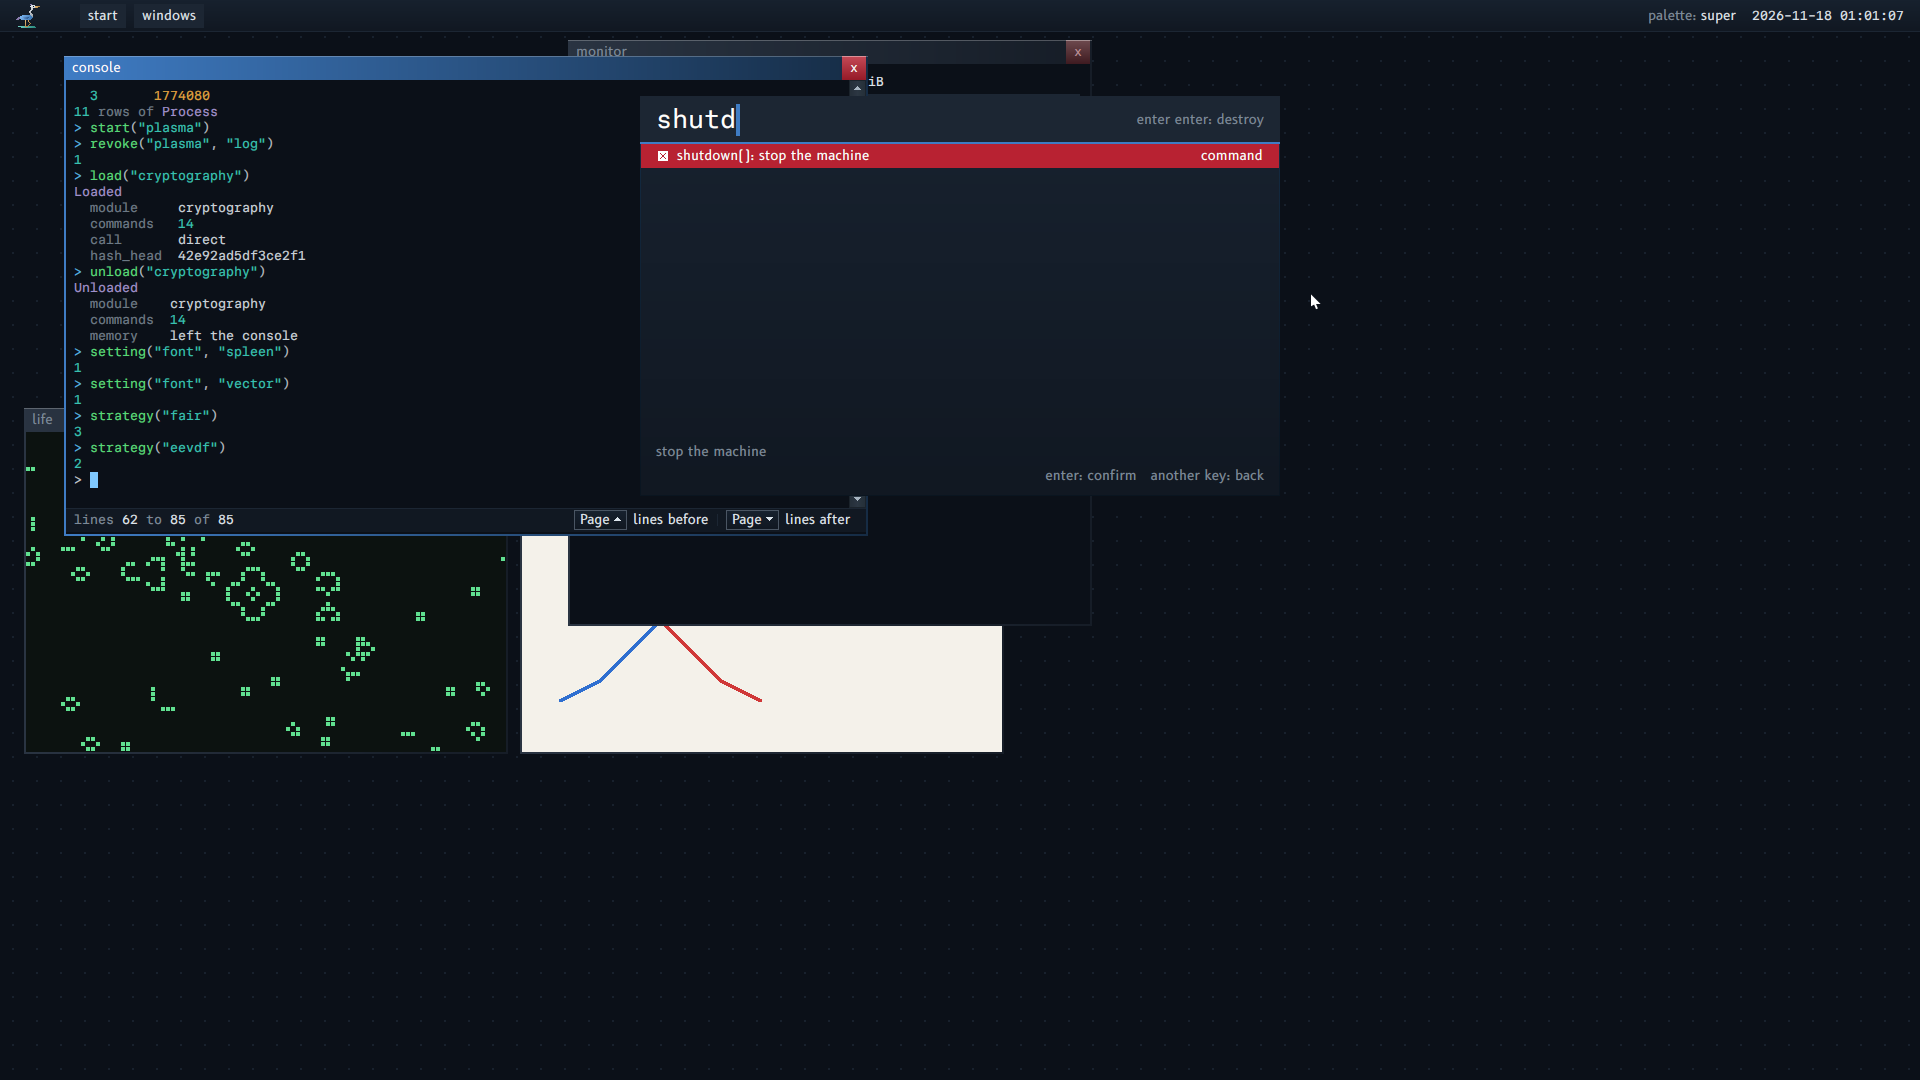 start windows palette: super 2026-11-18 01:01:07
monitor x
iB
console x
3 1774080
11 rows of Process
> start("plasma")
> revoke("plasma", "log")
1
> load("cryptography")
Loaded
module cryptography
commands 14
call direct
hash_head 42e92ad5df3ce2f1
> unload("cryptography")
Unloaded
module cryptography
commands 14
memory left the console
> setting("font", "spleen")
1
> setting("font", "vector")
1
> strategy("fair")
3
> strategy("eevdf")
2
>
lines 62 to 85 of 85 Page lines before Page lines after
shutd enter enter: destroy
shutdown[]: stop the machine command
stop the machine
enter: confirm another key: back
life